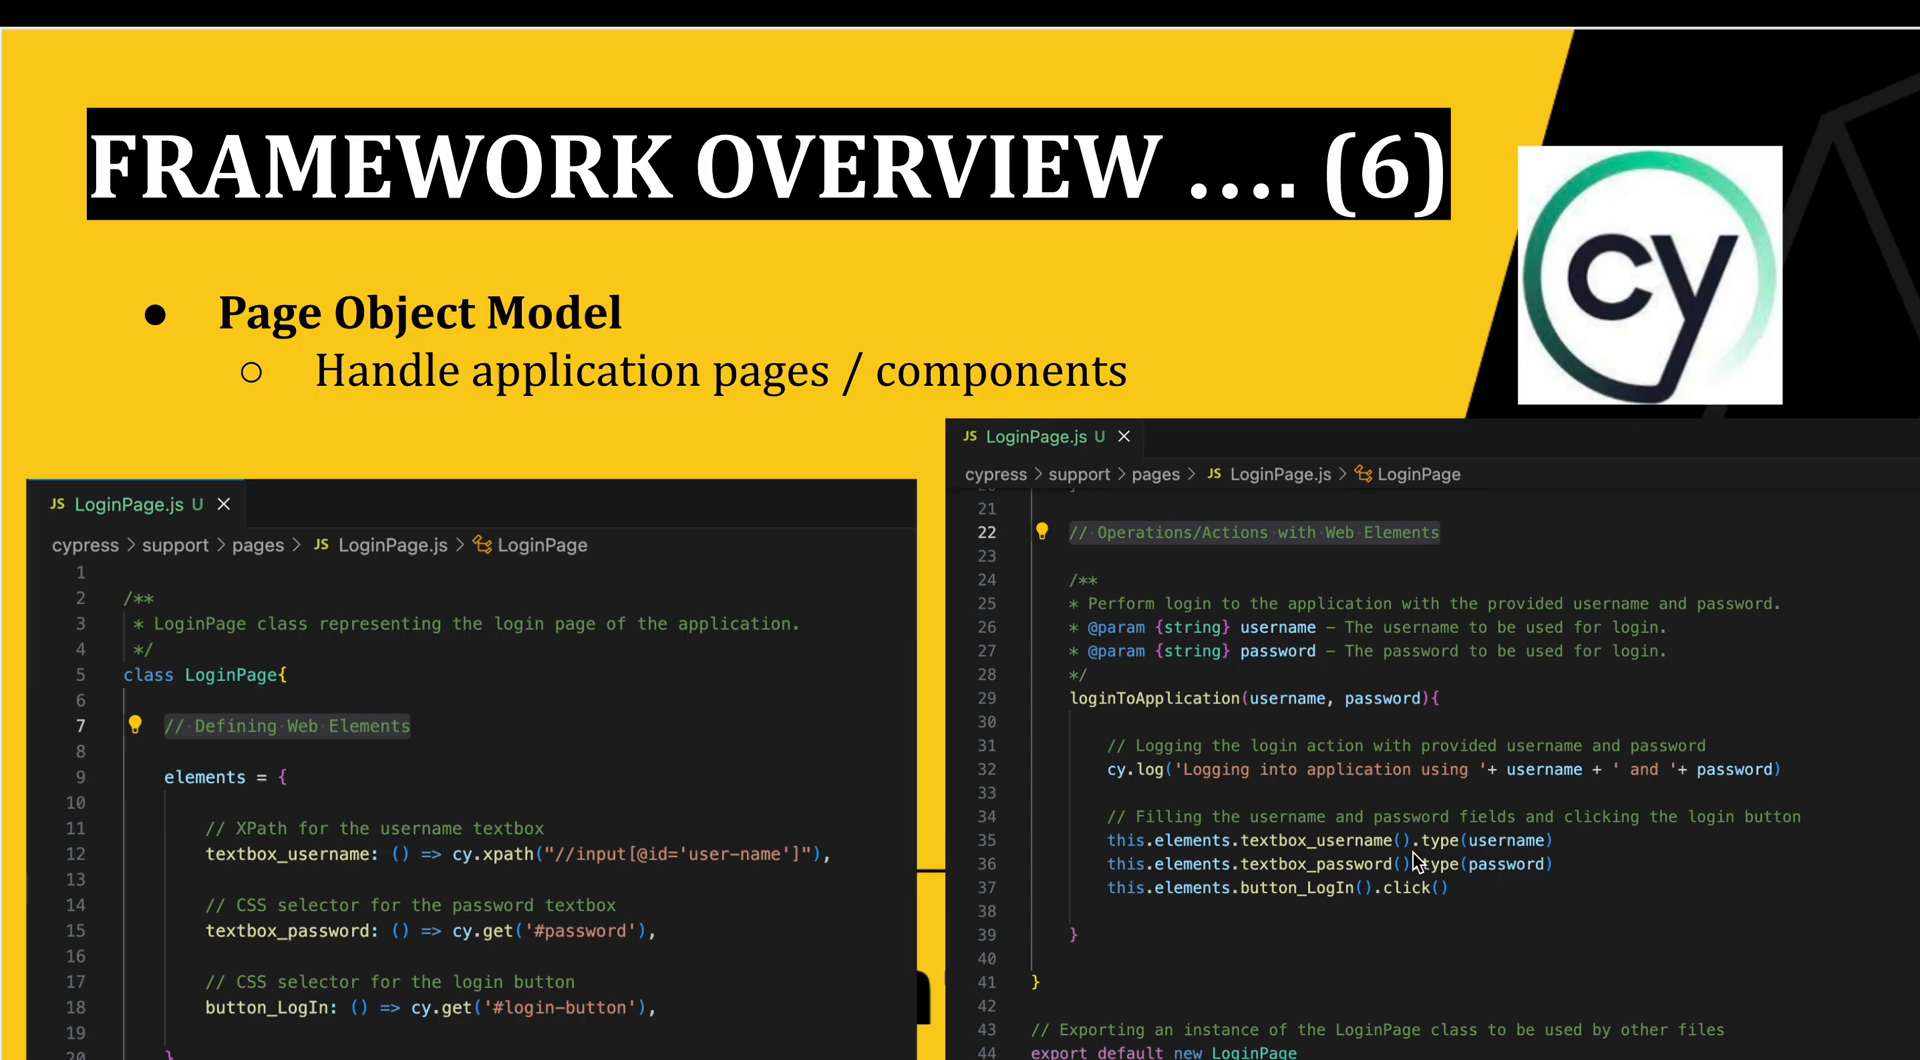 FRAMEWORK OVERVIEW .... (6)
cy
● Page Object Model
○ Handle application pages / components
JS LoginPage.js U ×
cypress > support > pages > JS LoginPage.js > LoginPage
1
2 /**
3 * LoginPage class representing the login page of the application.
4 */
5 class LoginPage{
6
7 // Defining Web Elements
8
9 elements = {
10
11 // XPath for the username textbox
12 textbox_username: () => cy.xpath("//input[@id='user-name']"),
13
14 // CSS selector for the password textbox
15 textbox_password: () => cy.get('#password'),
16
17 // CSS selector for the login button
18 button_LogIn: () => cy.get('#login-button'),
19
20 }
JS LoginPage.js U ×
cypress > support > pages > JS LoginPage.js > LoginPage
20 }
21
22 // Operations/Actions with Web Elements
23
24 /**
25 * Perform login to the application with the provided username and password.
26 * @param {string} username – The username to be used for login.
27 * @param {string} password – The password to be used for login.
28 */
29 loginToApplication(username, password){
30
31 // Logging the login action with provided username and password
32 cy.log('Logging into application using '+ username + ' and '+ password)
33
34 // Filling the username and password fields and clicking the login button
35 this.elements.textbox_username().type(username)
36 this.elements.textbox_password().type(password)
37 this.elements.button_LogIn().click()
38
39 }
40
41 }
42
43 // Exporting an instance of the LoginPage class to be used by other files
44 export default new LoginPage